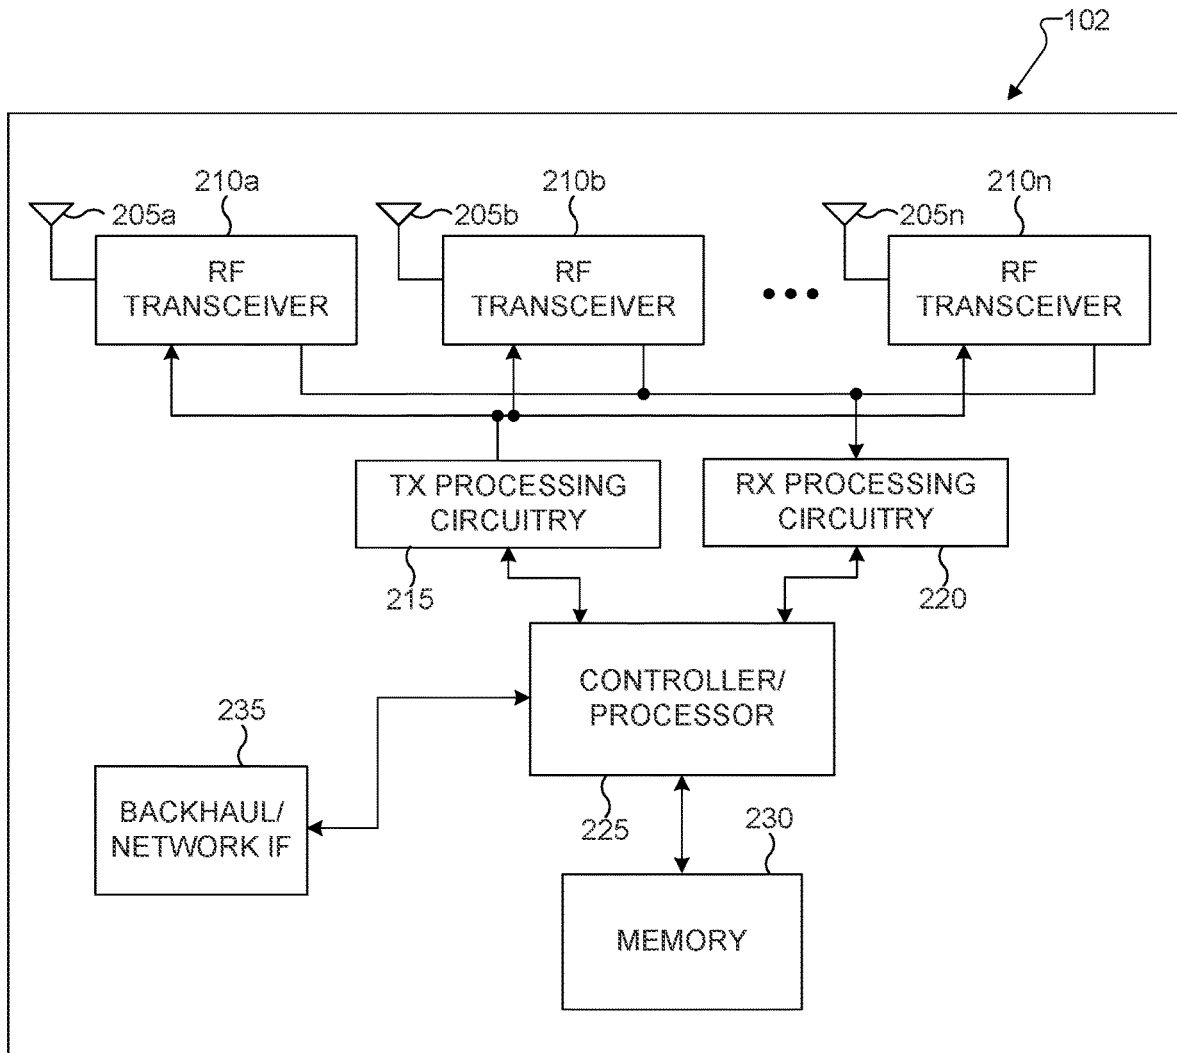 102
210a
210b
210n
205a
205b
205n
RF
TRANSCEIVER
RF
TRANSCEIVER
RF
TRANSCEIVER
TX PROCESSING
CIRCUITRY
RX PROCESSING
CIRCUITRY
215
220
CONTROLLER/
PROCESSOR
235
BACKHAUL/
NETWORK IF
225
230
MEMORY